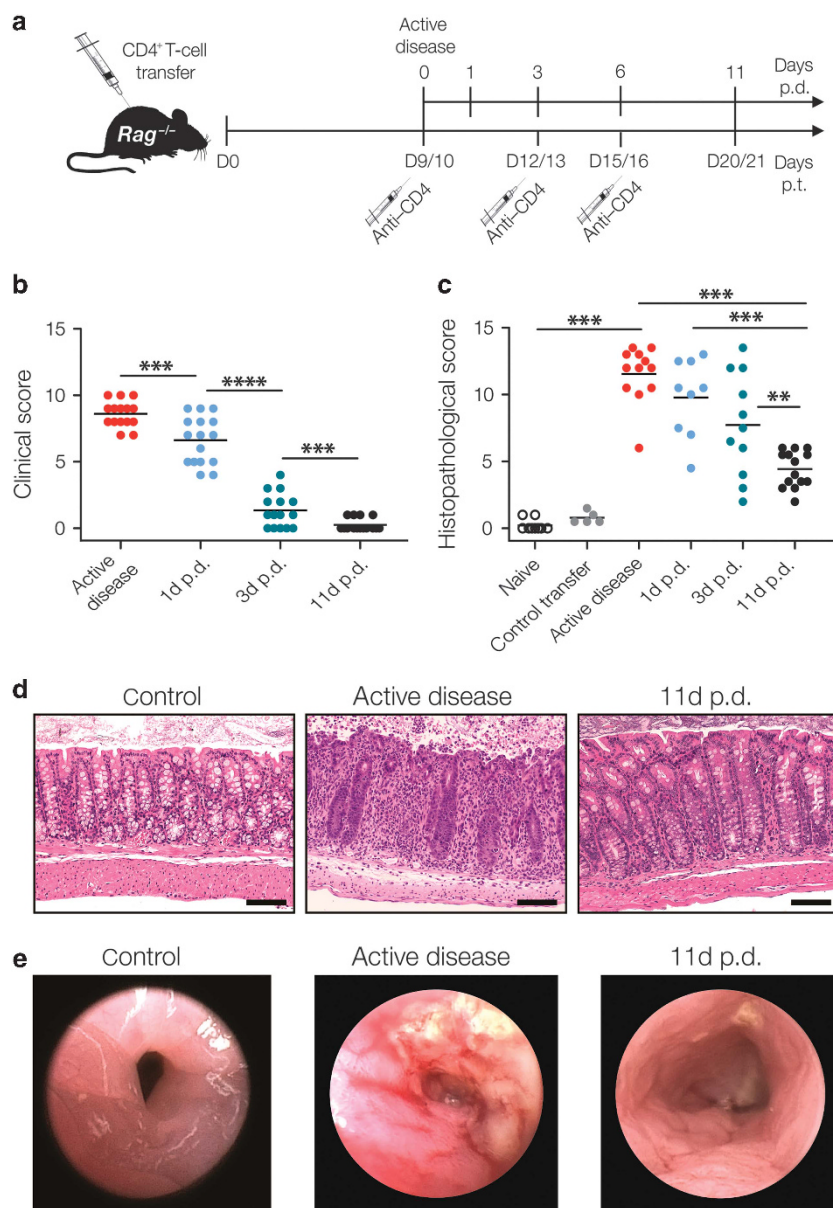 a
CD4⁺ T-cell
transfer
Rag⁻/⁻
Active
disease
0 1 3 6 11 Days
p.d.
D0 D9/10 D12/13 D15/16 D20/21 Days
p.t.
Anti–CD4 Anti–CD4 Anti–CD4
b
Clinical score
15
10
5
0
*** **** ***
Active
disease
1d p.d.
3d p.d.
11d p.d.
c
Histopathological score
15
10
5
0
***
*** ***
**
Naive
Control transfer
Active disease
1d p.d.
3d p.d.
11d p.d.
d
Control Active disease 11d p.d.
e
Control Active disease 11d p.d.